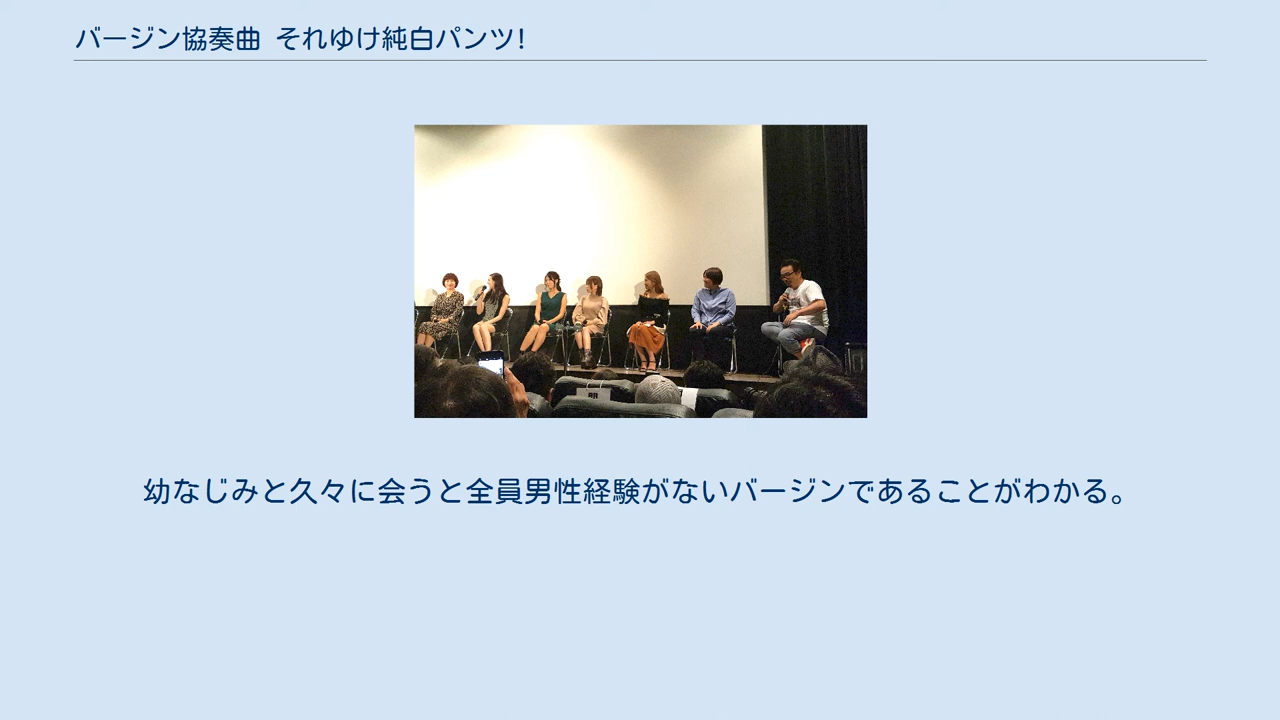 バージン協奏曲 それゆけ純白パンツ!
幼なじみと久々に会うと全員男性経験がないバージンであることがわかる。